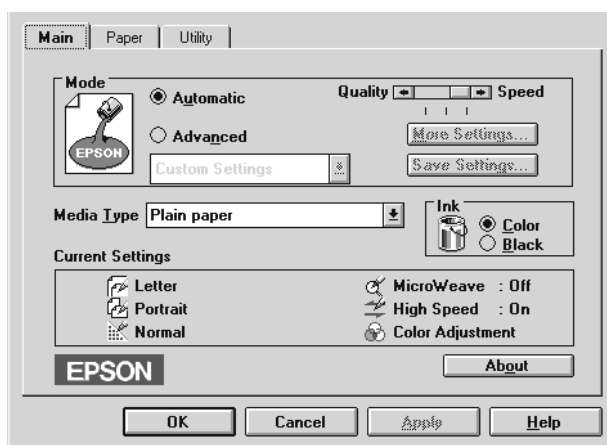 Main Paper Utility
Mode
EPSON
Automatic
Quality Speed
Advanced
More Settings...
Custom Settings
Save Settings...
Media Type Plain paper
Ink
Color
Black
Current Settings
Letter
MicroWeave : Off
Portrait
High Speed : On
Normal
Color Adjustment
EPSON
About
OK Cancel Apply Help